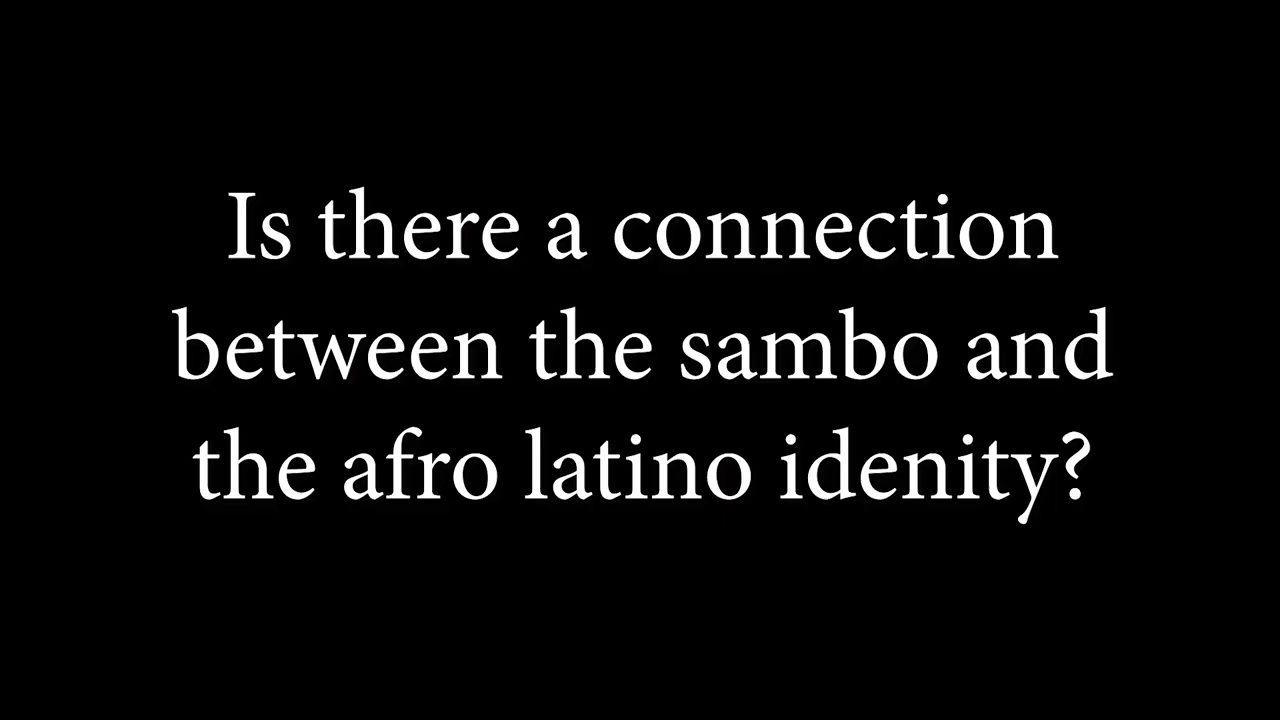 Is there a connection
between the sambo and
the afro latino idenity?